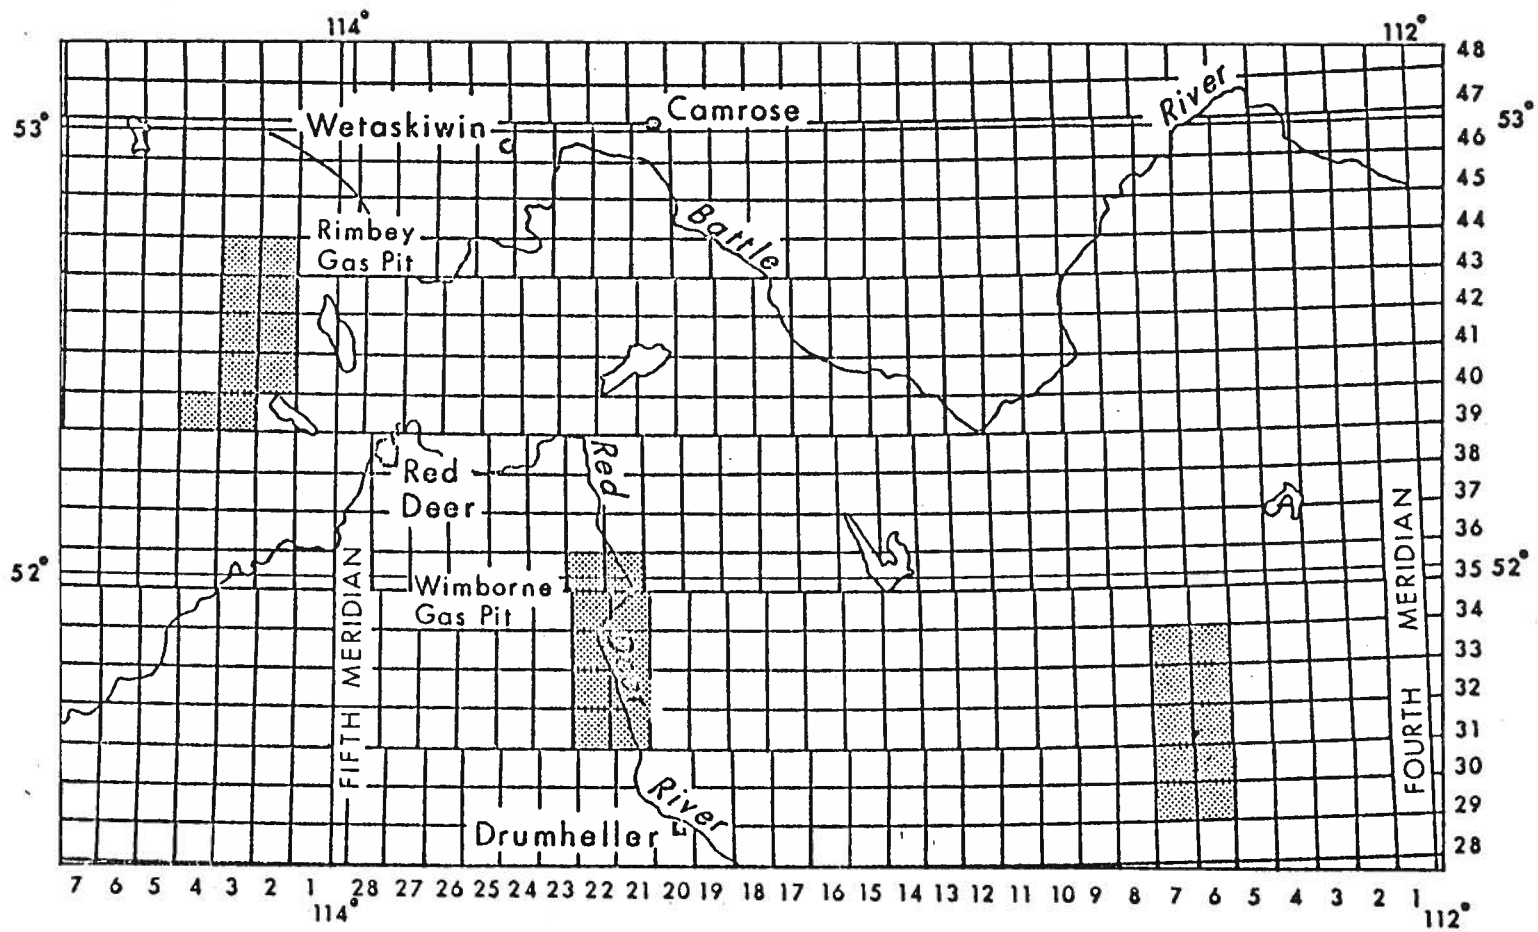 114° 112°
48
47
53° Wetaskiwin Camrose River 53°
46
45
Rimbey
Gas Pit
Battle
44
43
42
41
40
39
Red
Deer
Red
38
37
36
52° 35 52°
Wimborne
Gas Pit
34
Deer
33
32
31
FIFTH MERIDIAN
FOURTH MERIDIAN
30
29
Drumheller River
28
7 6 5 4 3 2 1 28 27 26 25 24 23 22 21 20 19 18 17 16 15 14 13 12 11 10 9 8 7 6 5 4 3 2 1
114° 112°